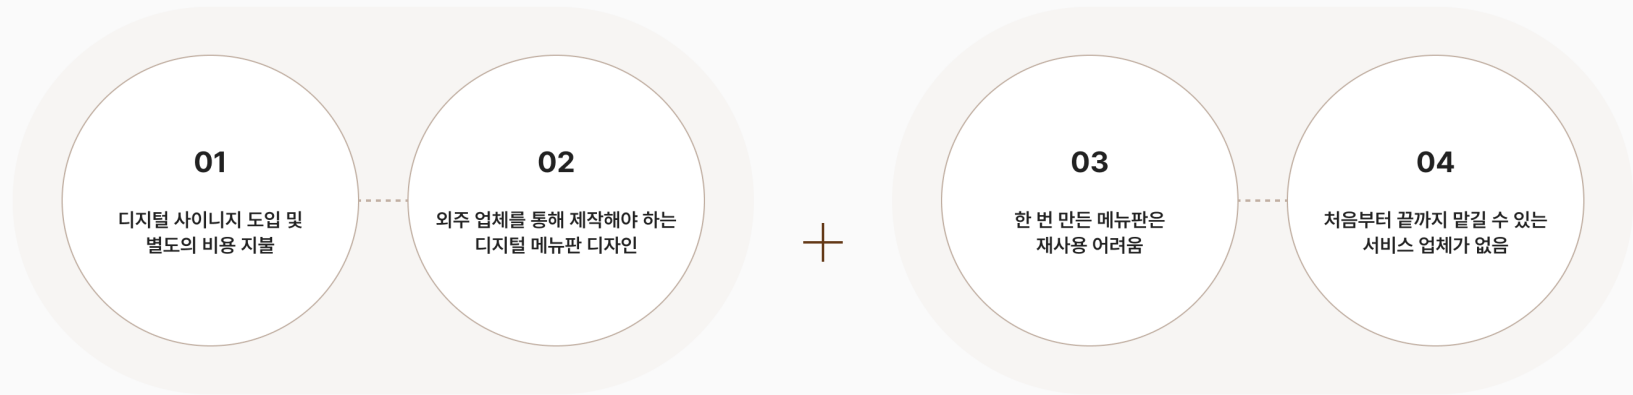 01
디지털 사이니지 도입 및
별도의 비용 지불
02
외주 업체를 통해 제작해야 하는
디지털 메뉴판 디자인
03
한 번 만든 메뉴판은
재사용 어려움
04
처음부터 끝까지 맡길 수 있는
서비스 업체가 없음